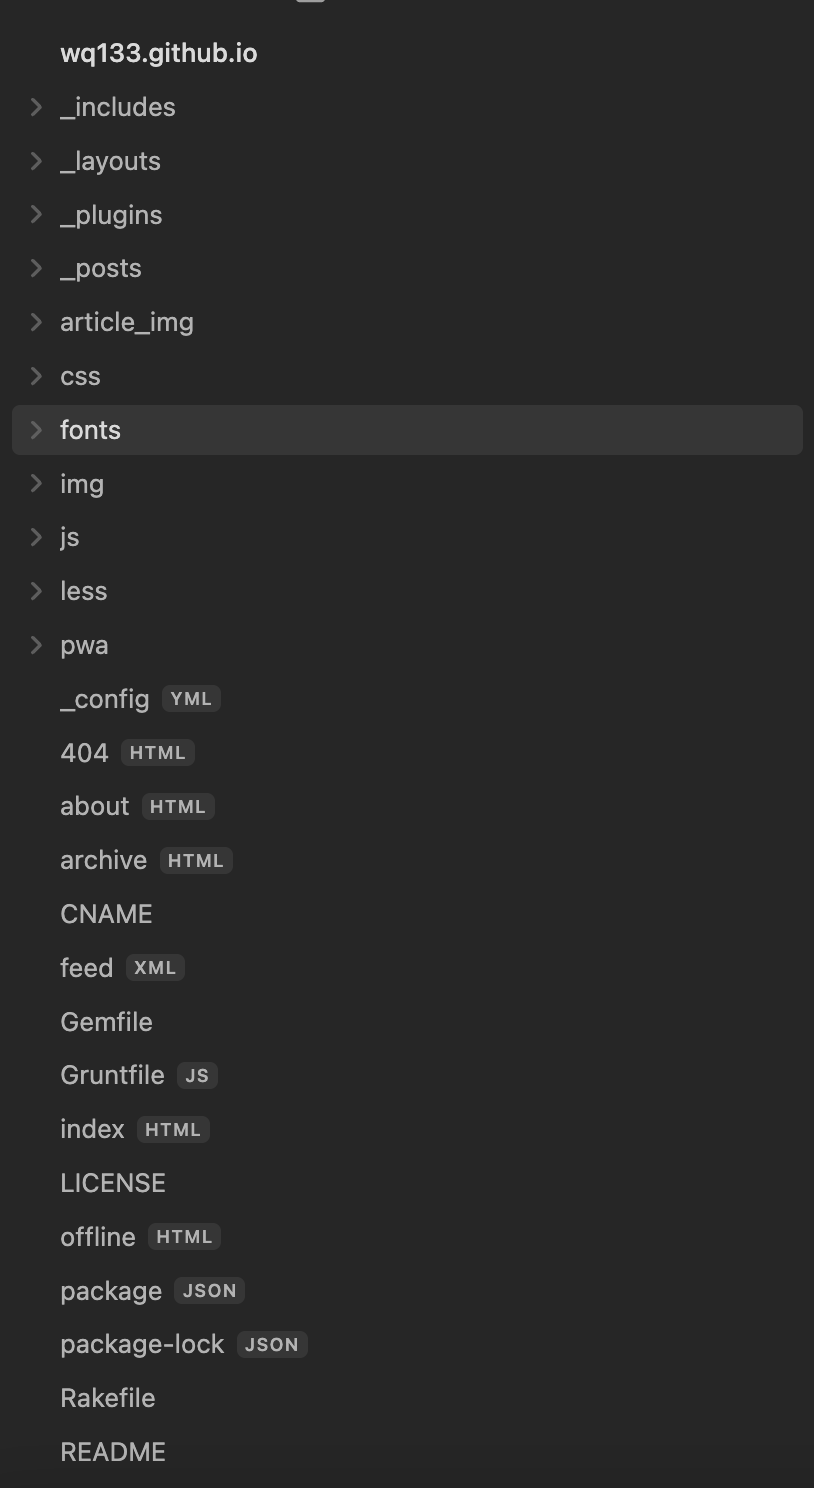 wq133.github.io
_includes
_layouts
_plugins
_posts
article_img
css
fonts
img
js
less
pwa
_config YML
404 HTML
about HTML
archive HTML
CNAME
feed XML
Gemfile
Gruntfile JS
index HTML
LICENSE
offline HTML
package JSON
package-lock JSON
Rakefile
README